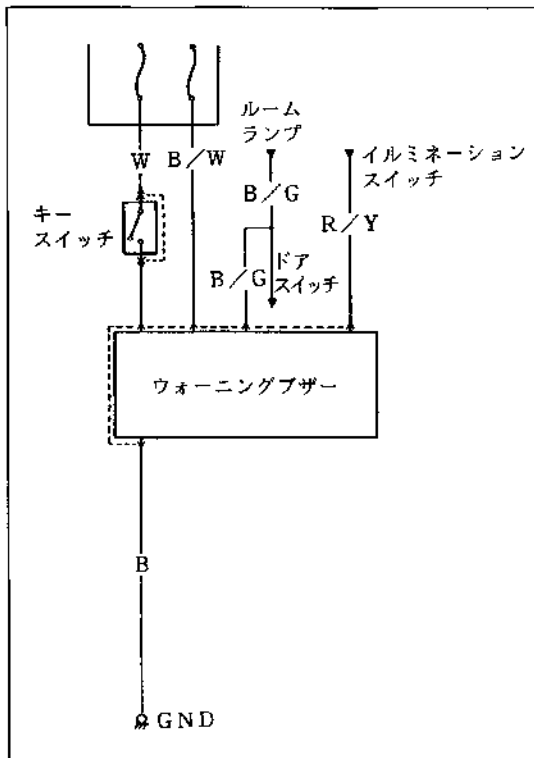 ルーム
ランプ
イルミネーション
スイッチ
W
B/W
B/G
R/Y
キー
スイッチ
B/G
ドア
スイッチ
ウォーニングブザー
B
GND